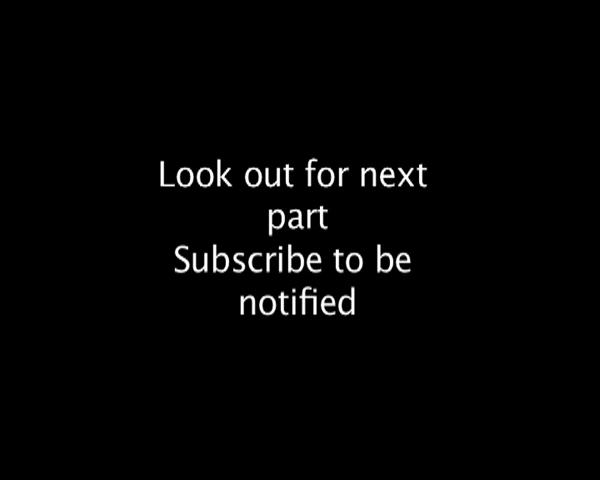 Look out for next
part
Subscribe to be
notified